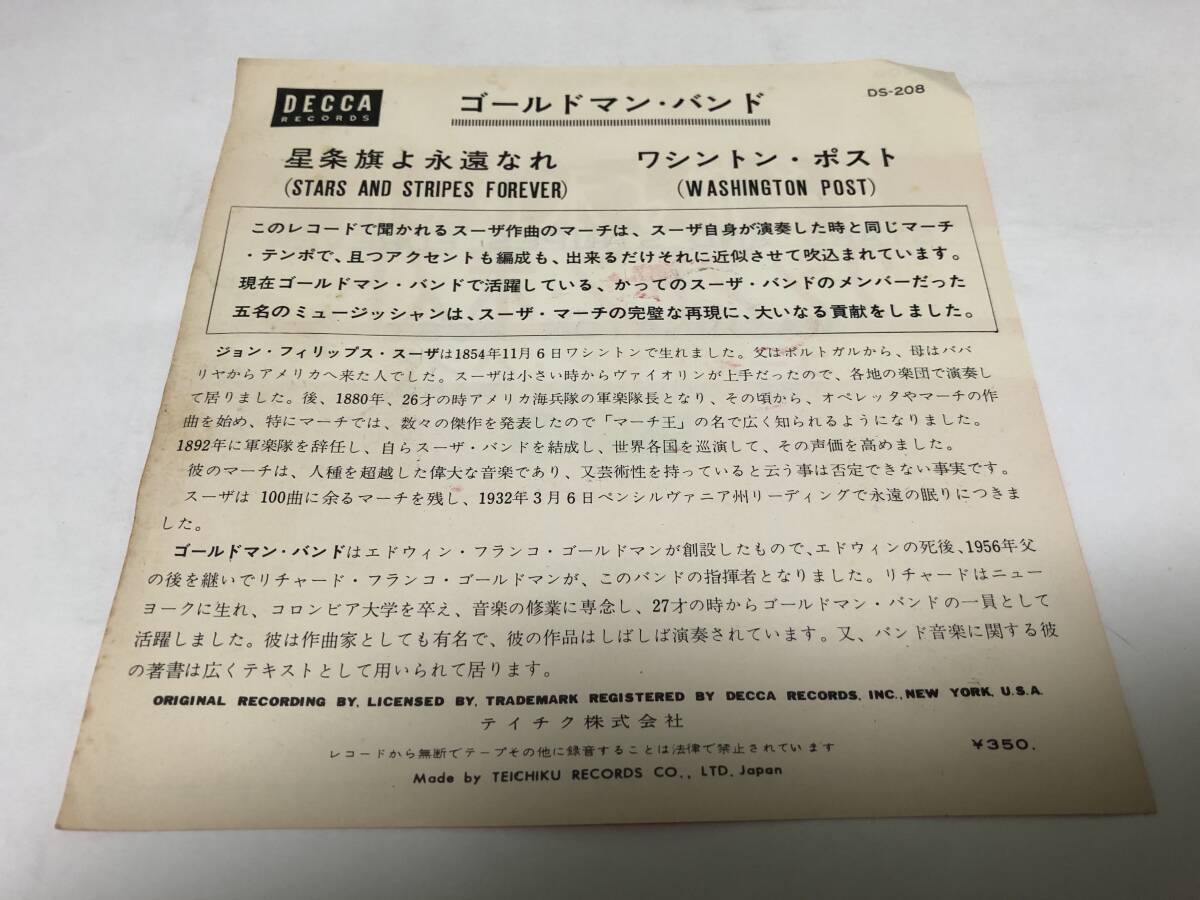 DECCA
RECORDS
ゴールドマン・バンド
DS-208
星条旗よ永遠なれ
(STARS AND STRIPES FOREVER)
ワシントン・ポスト
(WASHINGTON POST)
このレコードで聞かれるスーザ作曲のマーチは、スーザ自身が演奏した時と同じマーチ
・テンポで、且つアクセントも編成も、出来るだけそれに近似させて吹込まれています。
現在ゴールドマン・バンドで活躍している、かってのスーザ・バンドのメンバーだった
五名のミュージッシャンは、スーザ・マーチの完璧な再現に、大いなる貢献をしました。
ジョン・フィリップス・スーザは1854年11月6日ワシントンで生れました。父はポルトガルから、母はババ
リヤからアメリカへ来た人でした。スーザは小さい時からヴァイオリンが上手だったので、各地の楽団で演奏し
て居りました。後、1880年、26才の時アメリカ海兵隊の軍楽隊長となり、その頃から、オペレッタやマーチの作
曲を始め、特にマーチでは、数々の傑作を発表したので「マーチ王」の名で広く知られるようになりました。
1892年に軍楽隊を辞任し、自らスーザ・バンドを結成し、世界各国を巡演して、その声価を高めました。
彼のマーチは、人種を超越した偉大な音楽であり、又芸術性を持っていると云う事は否定できない事実です。
スーザは 100曲に余るマーチを残し、1932年3月6日ペンシルヴァニア州リーディングで永遠の眠りにつきま
した。
ゴールドマン・バンドはエドウィン・フランコ・ゴールドマンが創設したもので、エドウィンの死後、1956年父
の後を継いでリチャード・フランコ・ゴールドマンが、このバンドの指揮者となりました。リチャードはニュー
ヨークに生れ、コロンビア大学を卒え、音楽の修業に専念し、27才の時からゴールドマン・バンドの一員として
活躍しました。彼は作曲家としても有名で、彼の作品はしばしば演奏されています。又、バンド音楽に関する彼
の著書は広くテキストとして用いられて居ります。
ORIGINAL RECORDING BY, LICENSED BY, TRADEMARK REGISTERED BY DECCA RECORDS, INC., NEW YORK, U.S.A.
テイチク株式会社
レコードから無断でテープその他に録音することは法律で禁止されています
¥350.
Made by TEICHIKU RECORDS CO., LTD. Japan